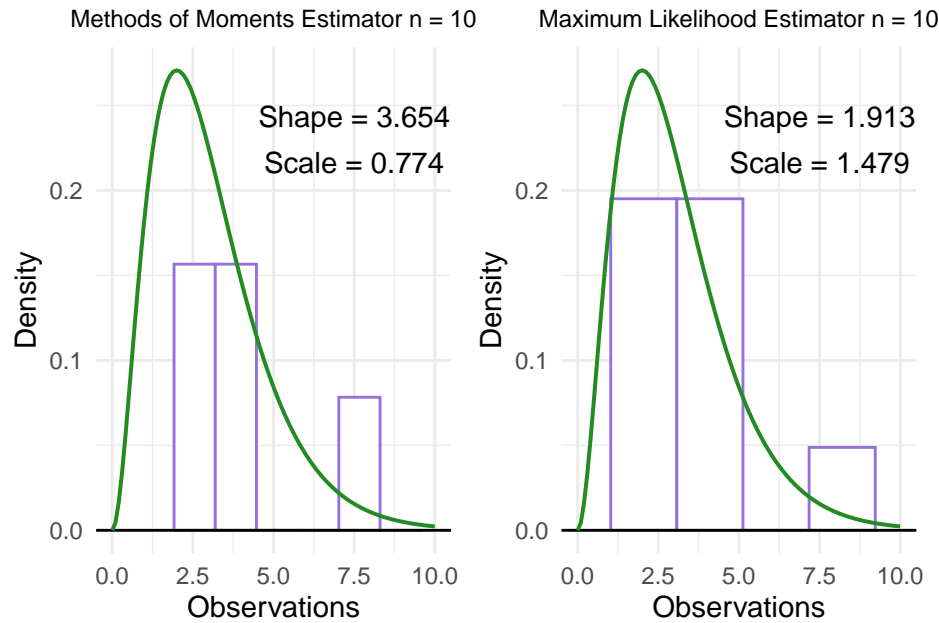 Methods of Moments Estimator n = 10
Shape = 3.654
Scale = 0.774
Density
0.2
0.1
0.0
0.0 2.5 5.0 7.5 10.0
Observations
Maximum Likelihood Estimator n = 10
Shape = 1.913
Scale = 1.479
Density
0.2
0.1
0.0
0.0 2.5 5.0 7.5 10.0
Observations